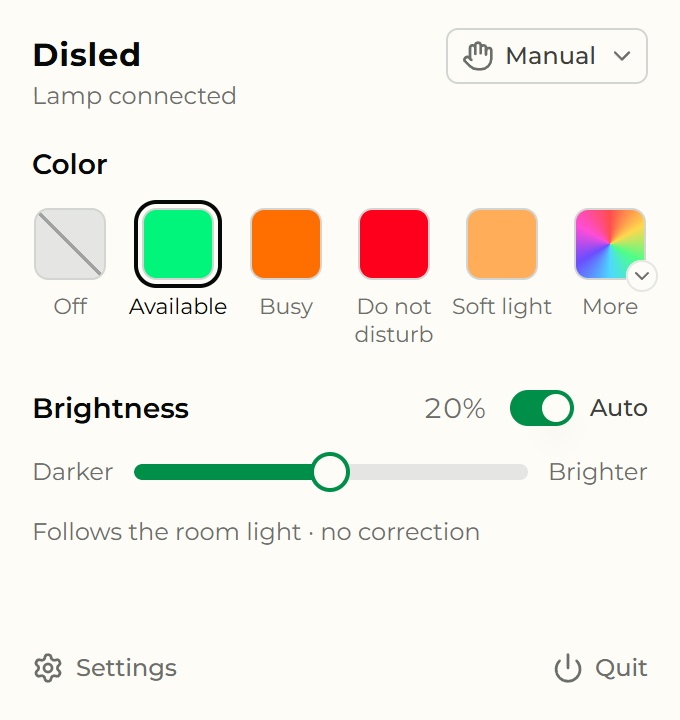 Disled
Manual
Lamp connected
Color
Off
Available
Busy
Do not
disturb
Soft light
More
Brightness
20%
Auto
Darker
Brighter
Follows the room light · no correction
Settings
Quit